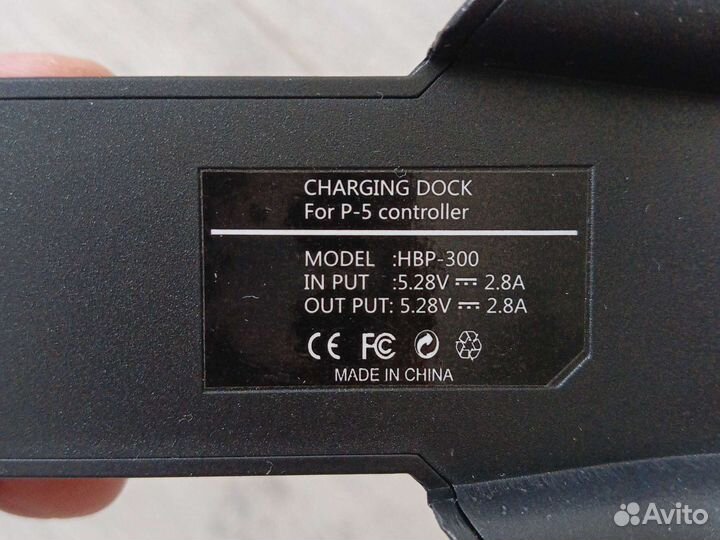 CHARGING DOCK
For P-5 controller
MODEL :HBP-300
IN PUT :5.28V ⎓ 2.8A
OUT PUT: 5.28V ⎓ 2.8A
CE FC
MADE IN CHINA
Avito